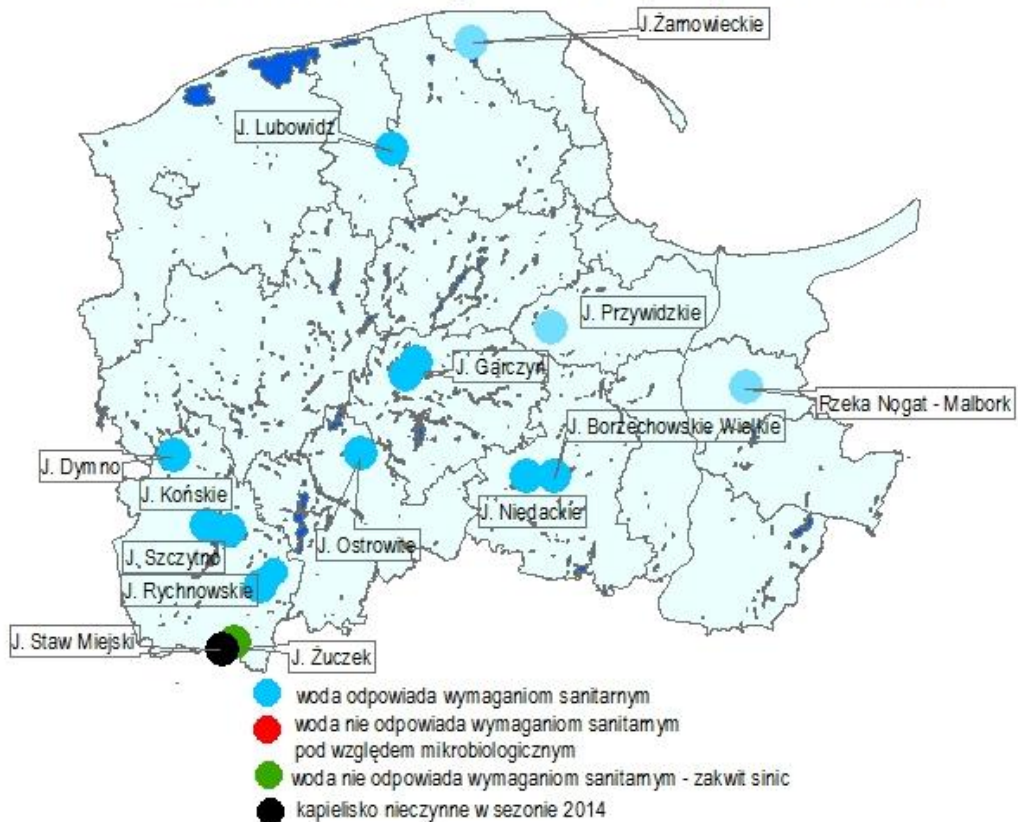 J.Żarnowieckie
J. Lubowidz
J. Przywidzkie
J. Garczyn
Rzeka Nogat - Malbork
J. Borzechowskie Wielkie
J. Dymno
J. Końskie
J. Niedackie
J. Szczytno
J. Ostrowite
J. Rychnowskie
J. Staw Miejski
J. Żuczek
woda odpowiada wymaganiom sanitarnym
woda nie odpowiada wymaganiom sanitarnym
pod względem mikrobiologicznym
woda nie odpowiada wymaganiom sanitarnym - zakwit sinic
kapielisko nieczynne w sezonie 2014